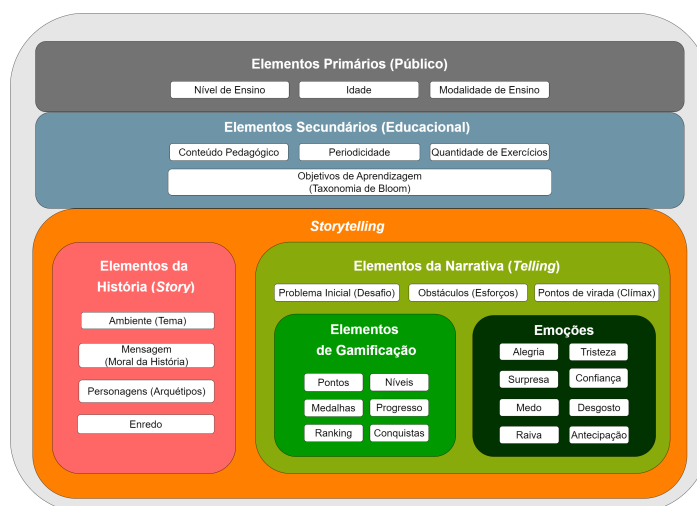 Elementos Primários (Público)
Nível de Ensino
Idade
Modalidade de Ensino
Elementos Secundários (Educacional)
Conteúdo Pedagógico
Periodicidade
Quantidade de Exercícios
Objetivos de Aprendizagem
(Taxonomia de Bloom)
Storytelling
Elementos da
História (Story)
Ambiente (Tema)
Mensagem
(Moral da História)
Personagens (Arquétipos)
Enredo
Elementos da Narrativa (Telling)
Problema Inicial (Desafio)
Obstáculos (Esforços)
Pontos de virada (Clímax)
Elementos
de Gamificação
Pontos
Níveis
Medalhas
Progresso
Ranking
Conquistas
Emoções
Alegria
Tristeza
Surpresa
Confiança
Medo
Desgosto
Raiva
Antecipação